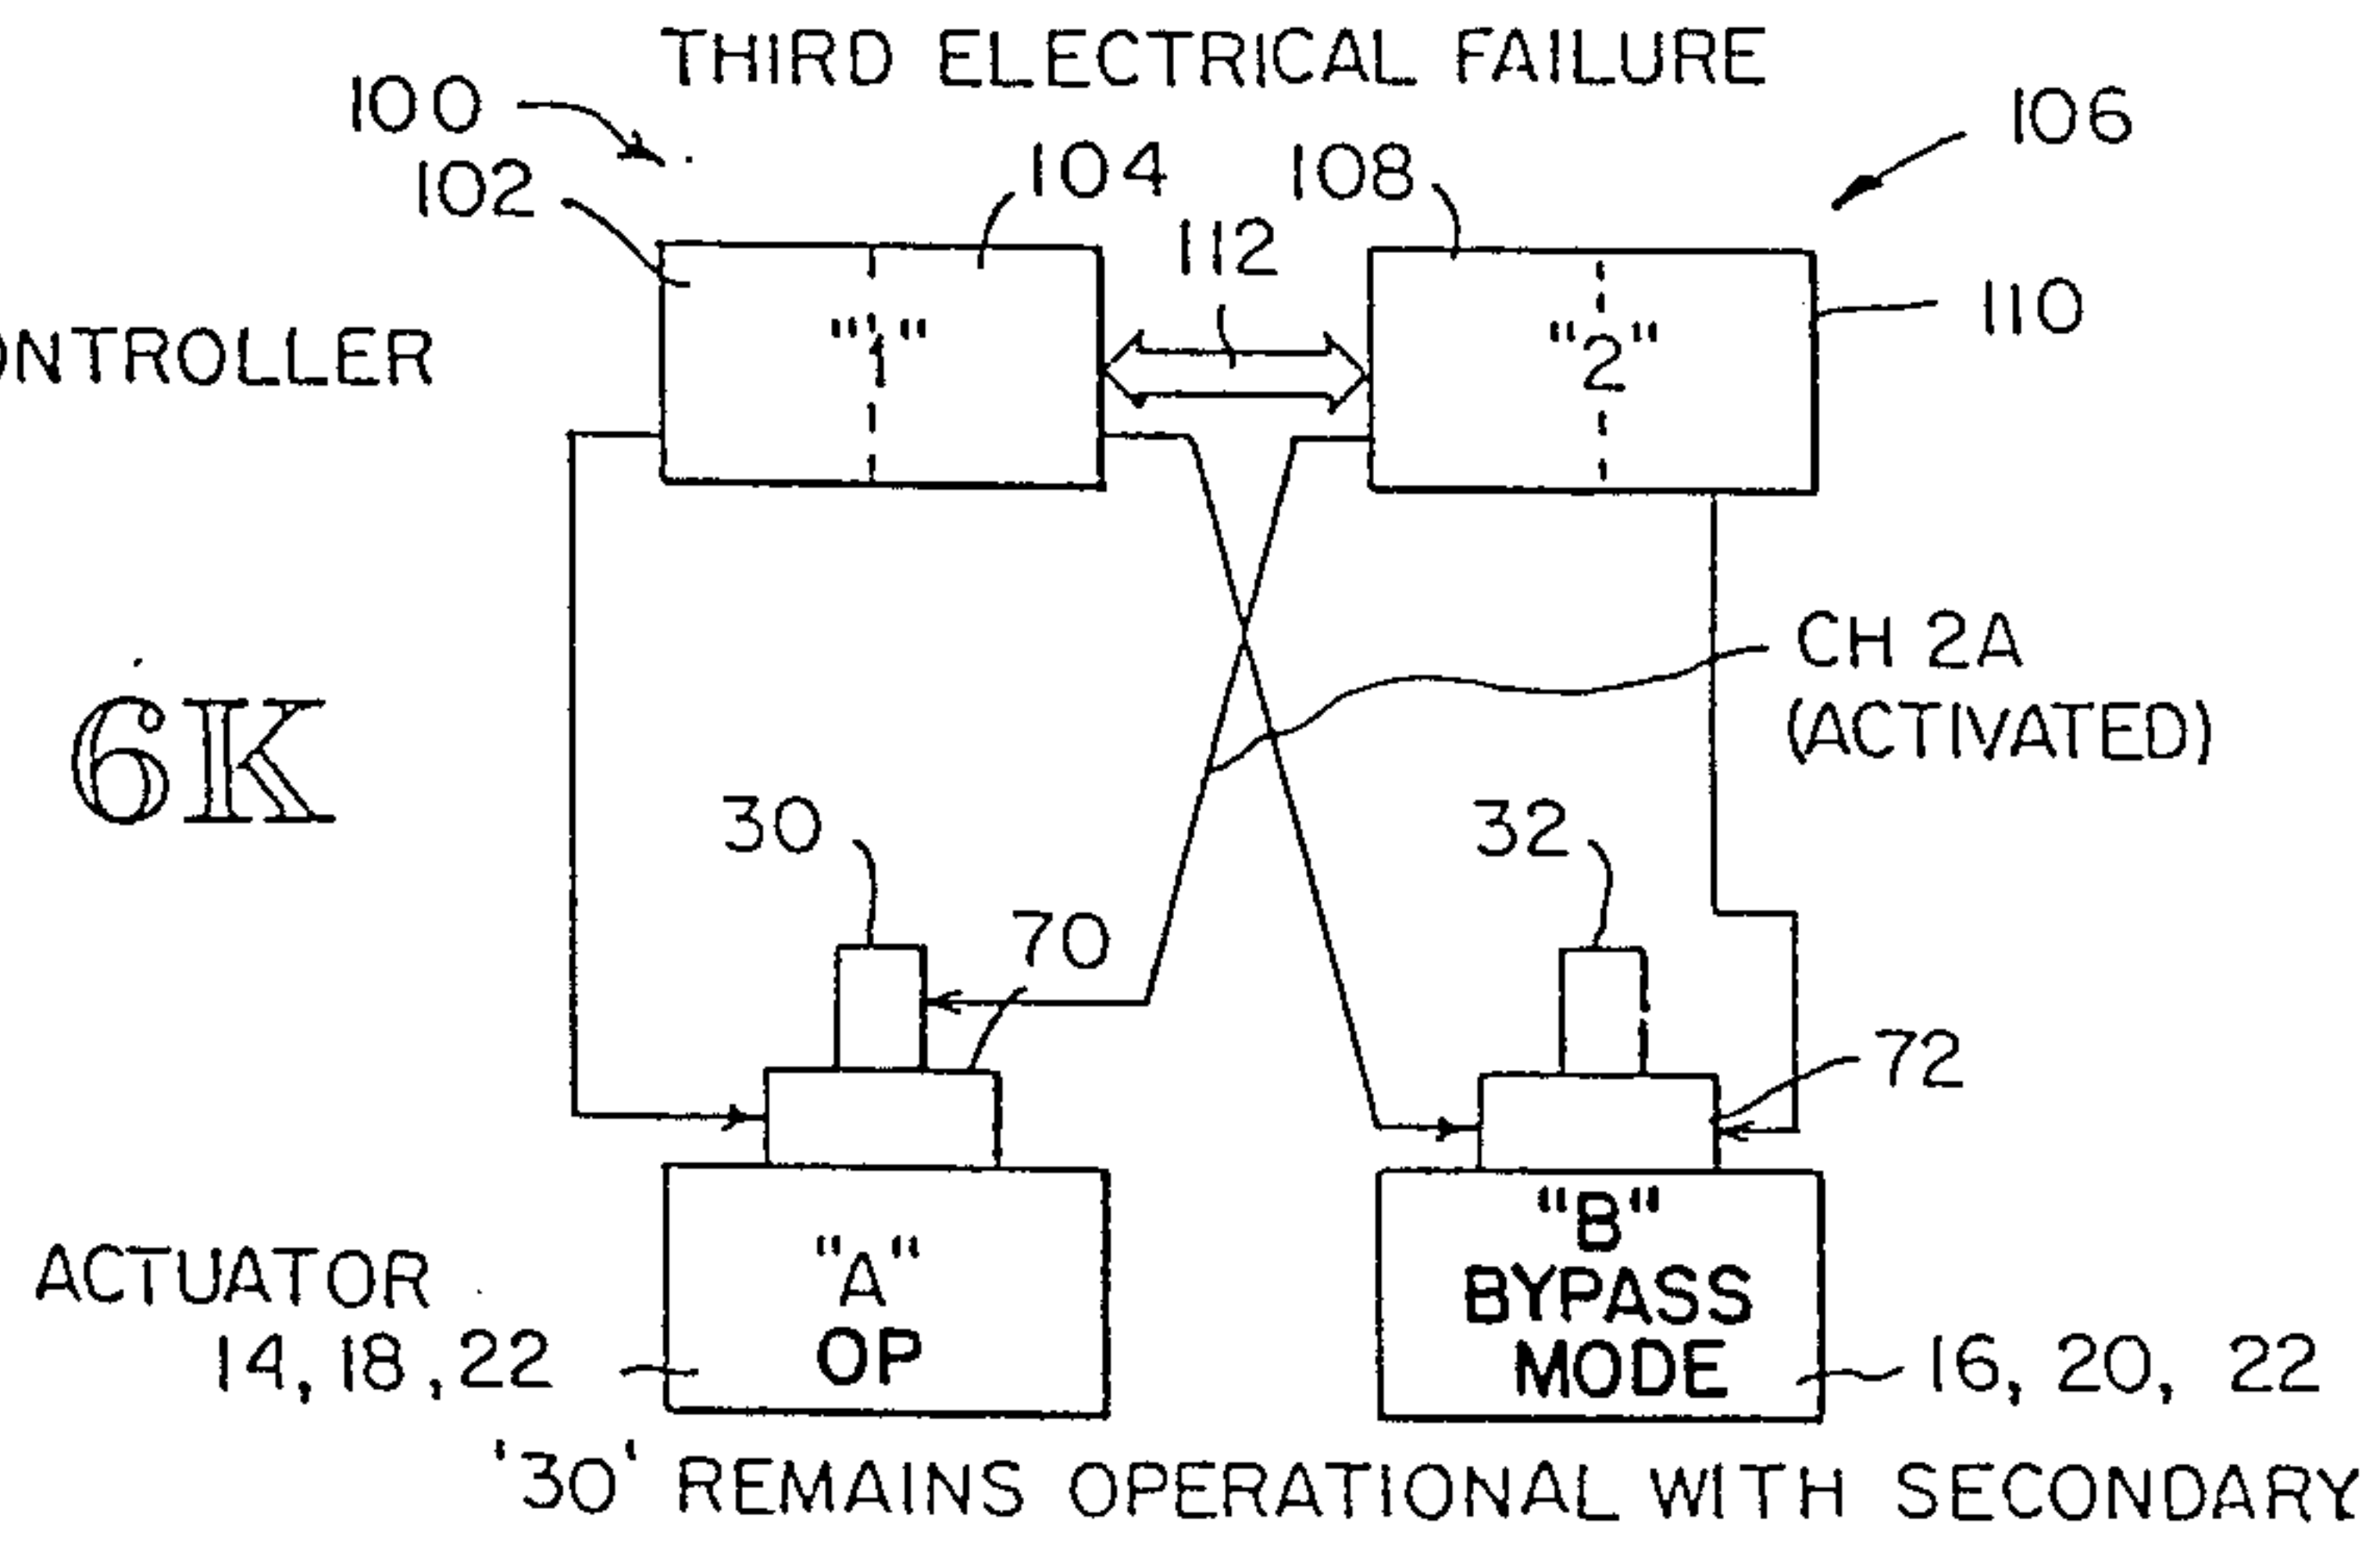 THIRD ELECTRICAL FAILURE
100
106
102
104
108
112
110
"1"
"2"
ONTROLLER
CH 2A
(ACTIVATED)
6K
30
32
70
72
"A"
OP
"B"
BYPASS
MODE
ACTUATOR
14, 18, 22
16, 20, 22
'30' REMAINS OPERATIONAL WITH SECONDARY